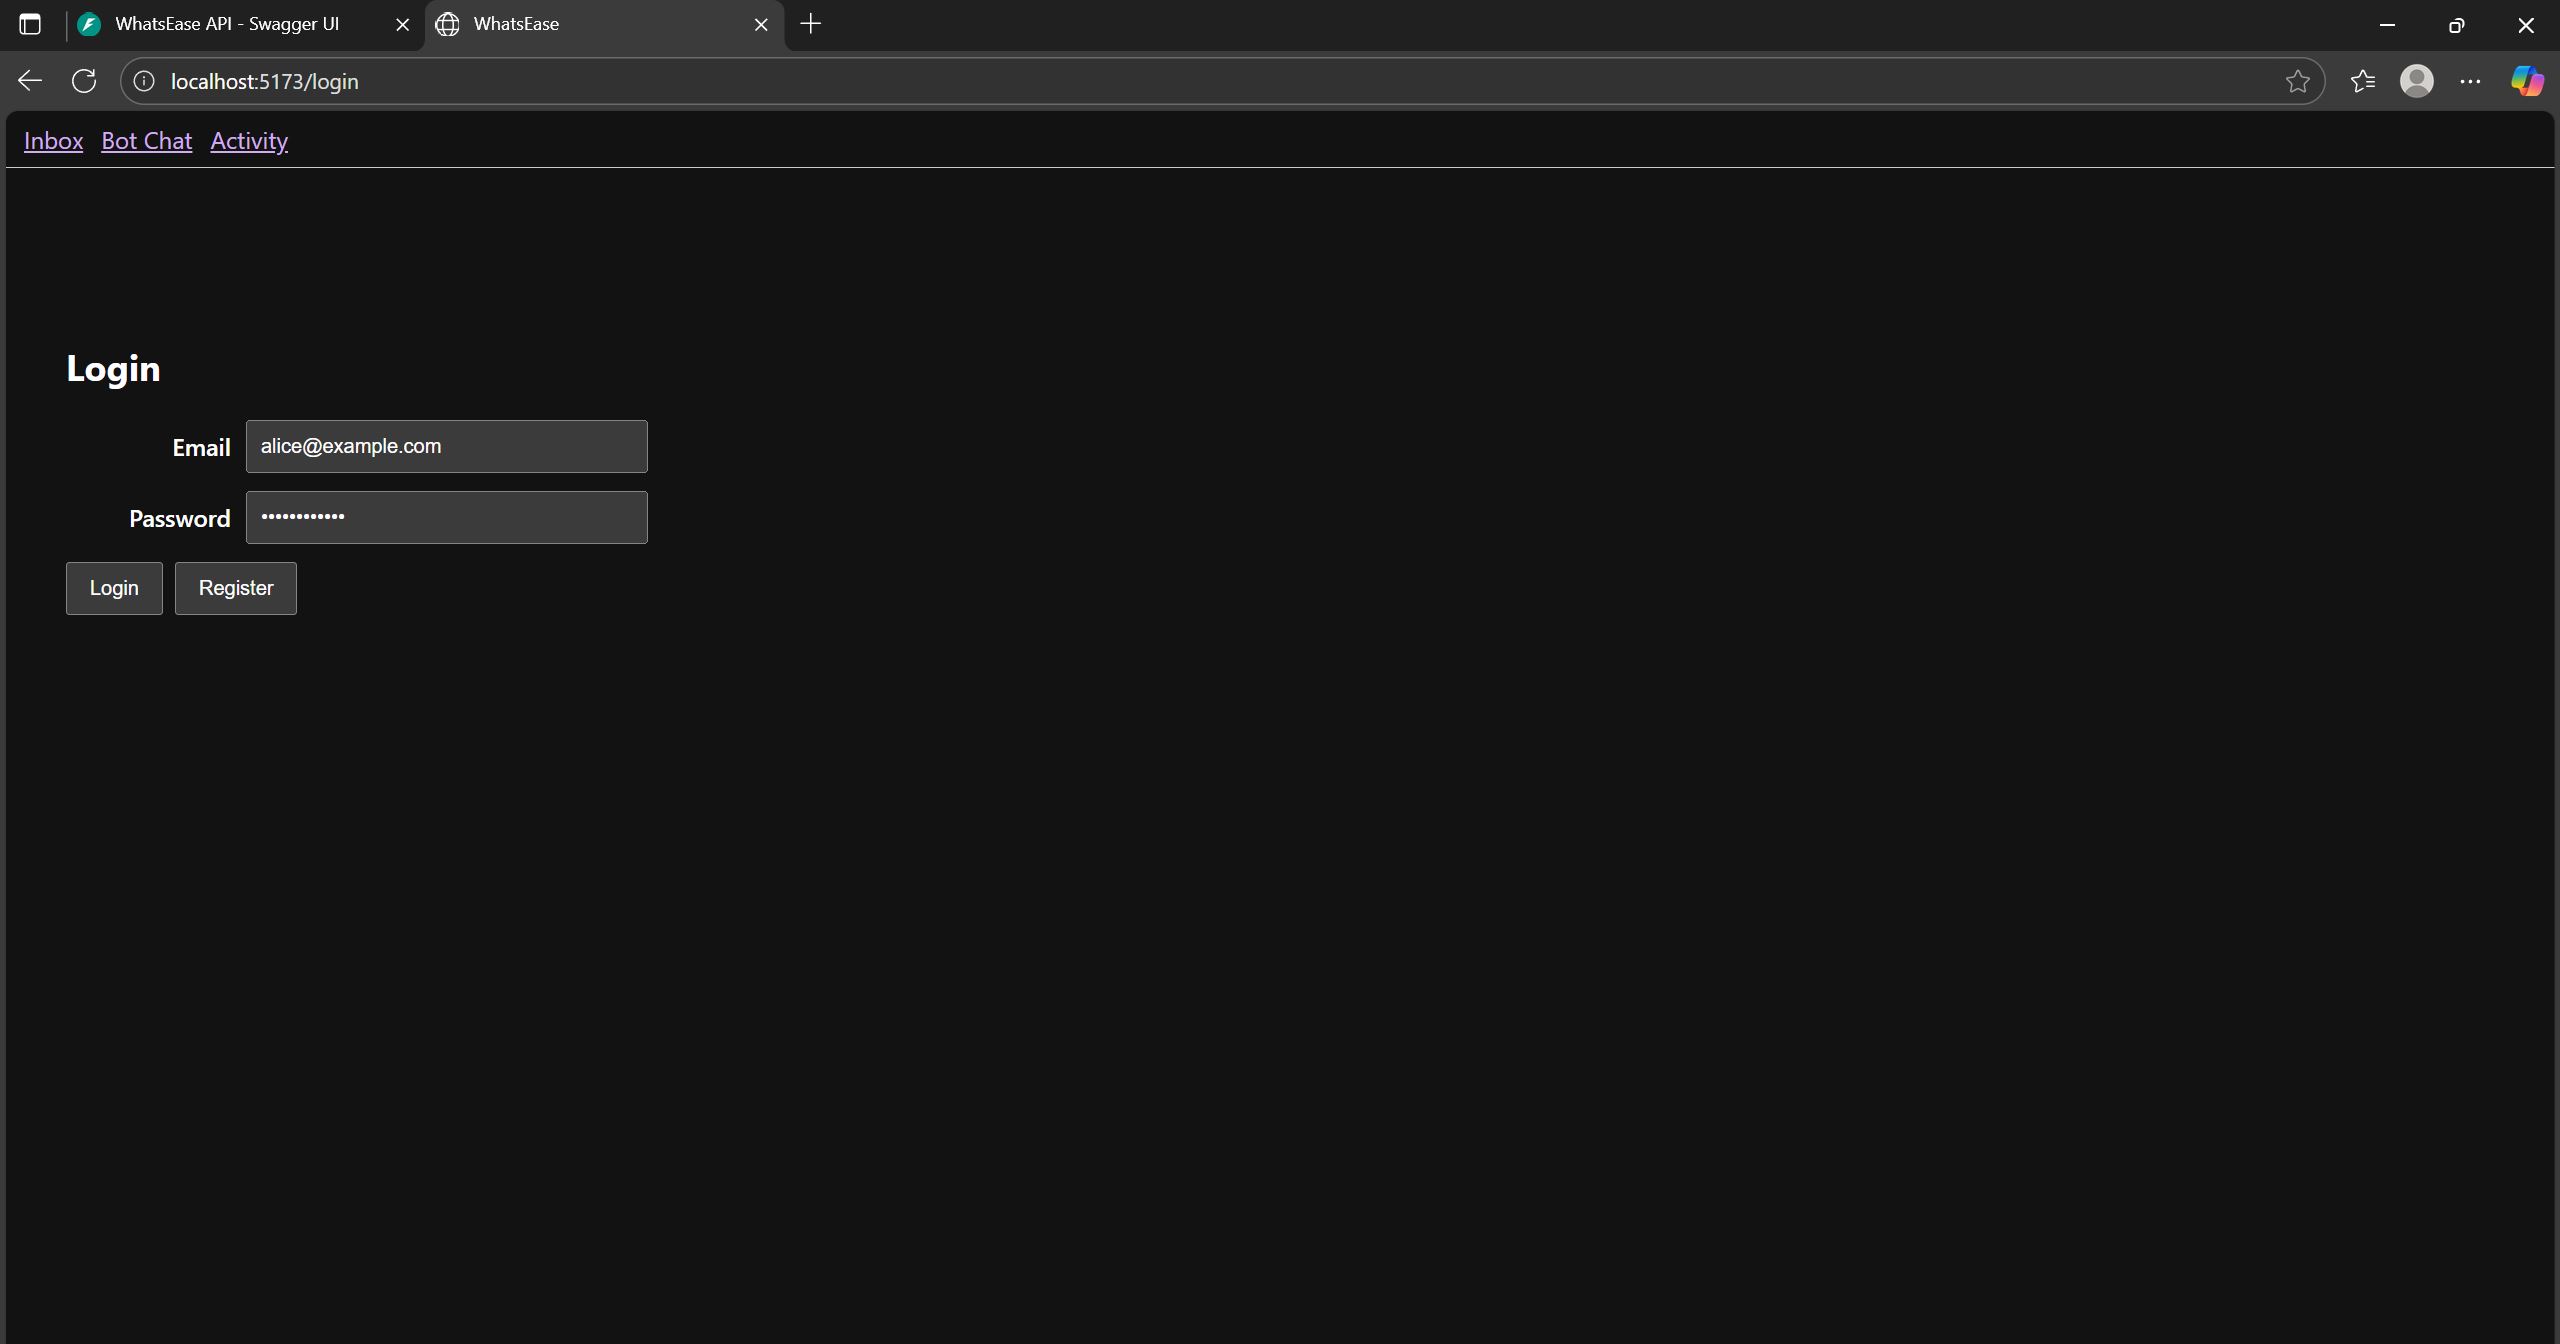 WhatsEase API - Swagger UI
WhatsEase
localhost:5173/login
Inbox Bot Chat Activity
Login
Email alice@example.com
Password ••••••••••••
Login Register